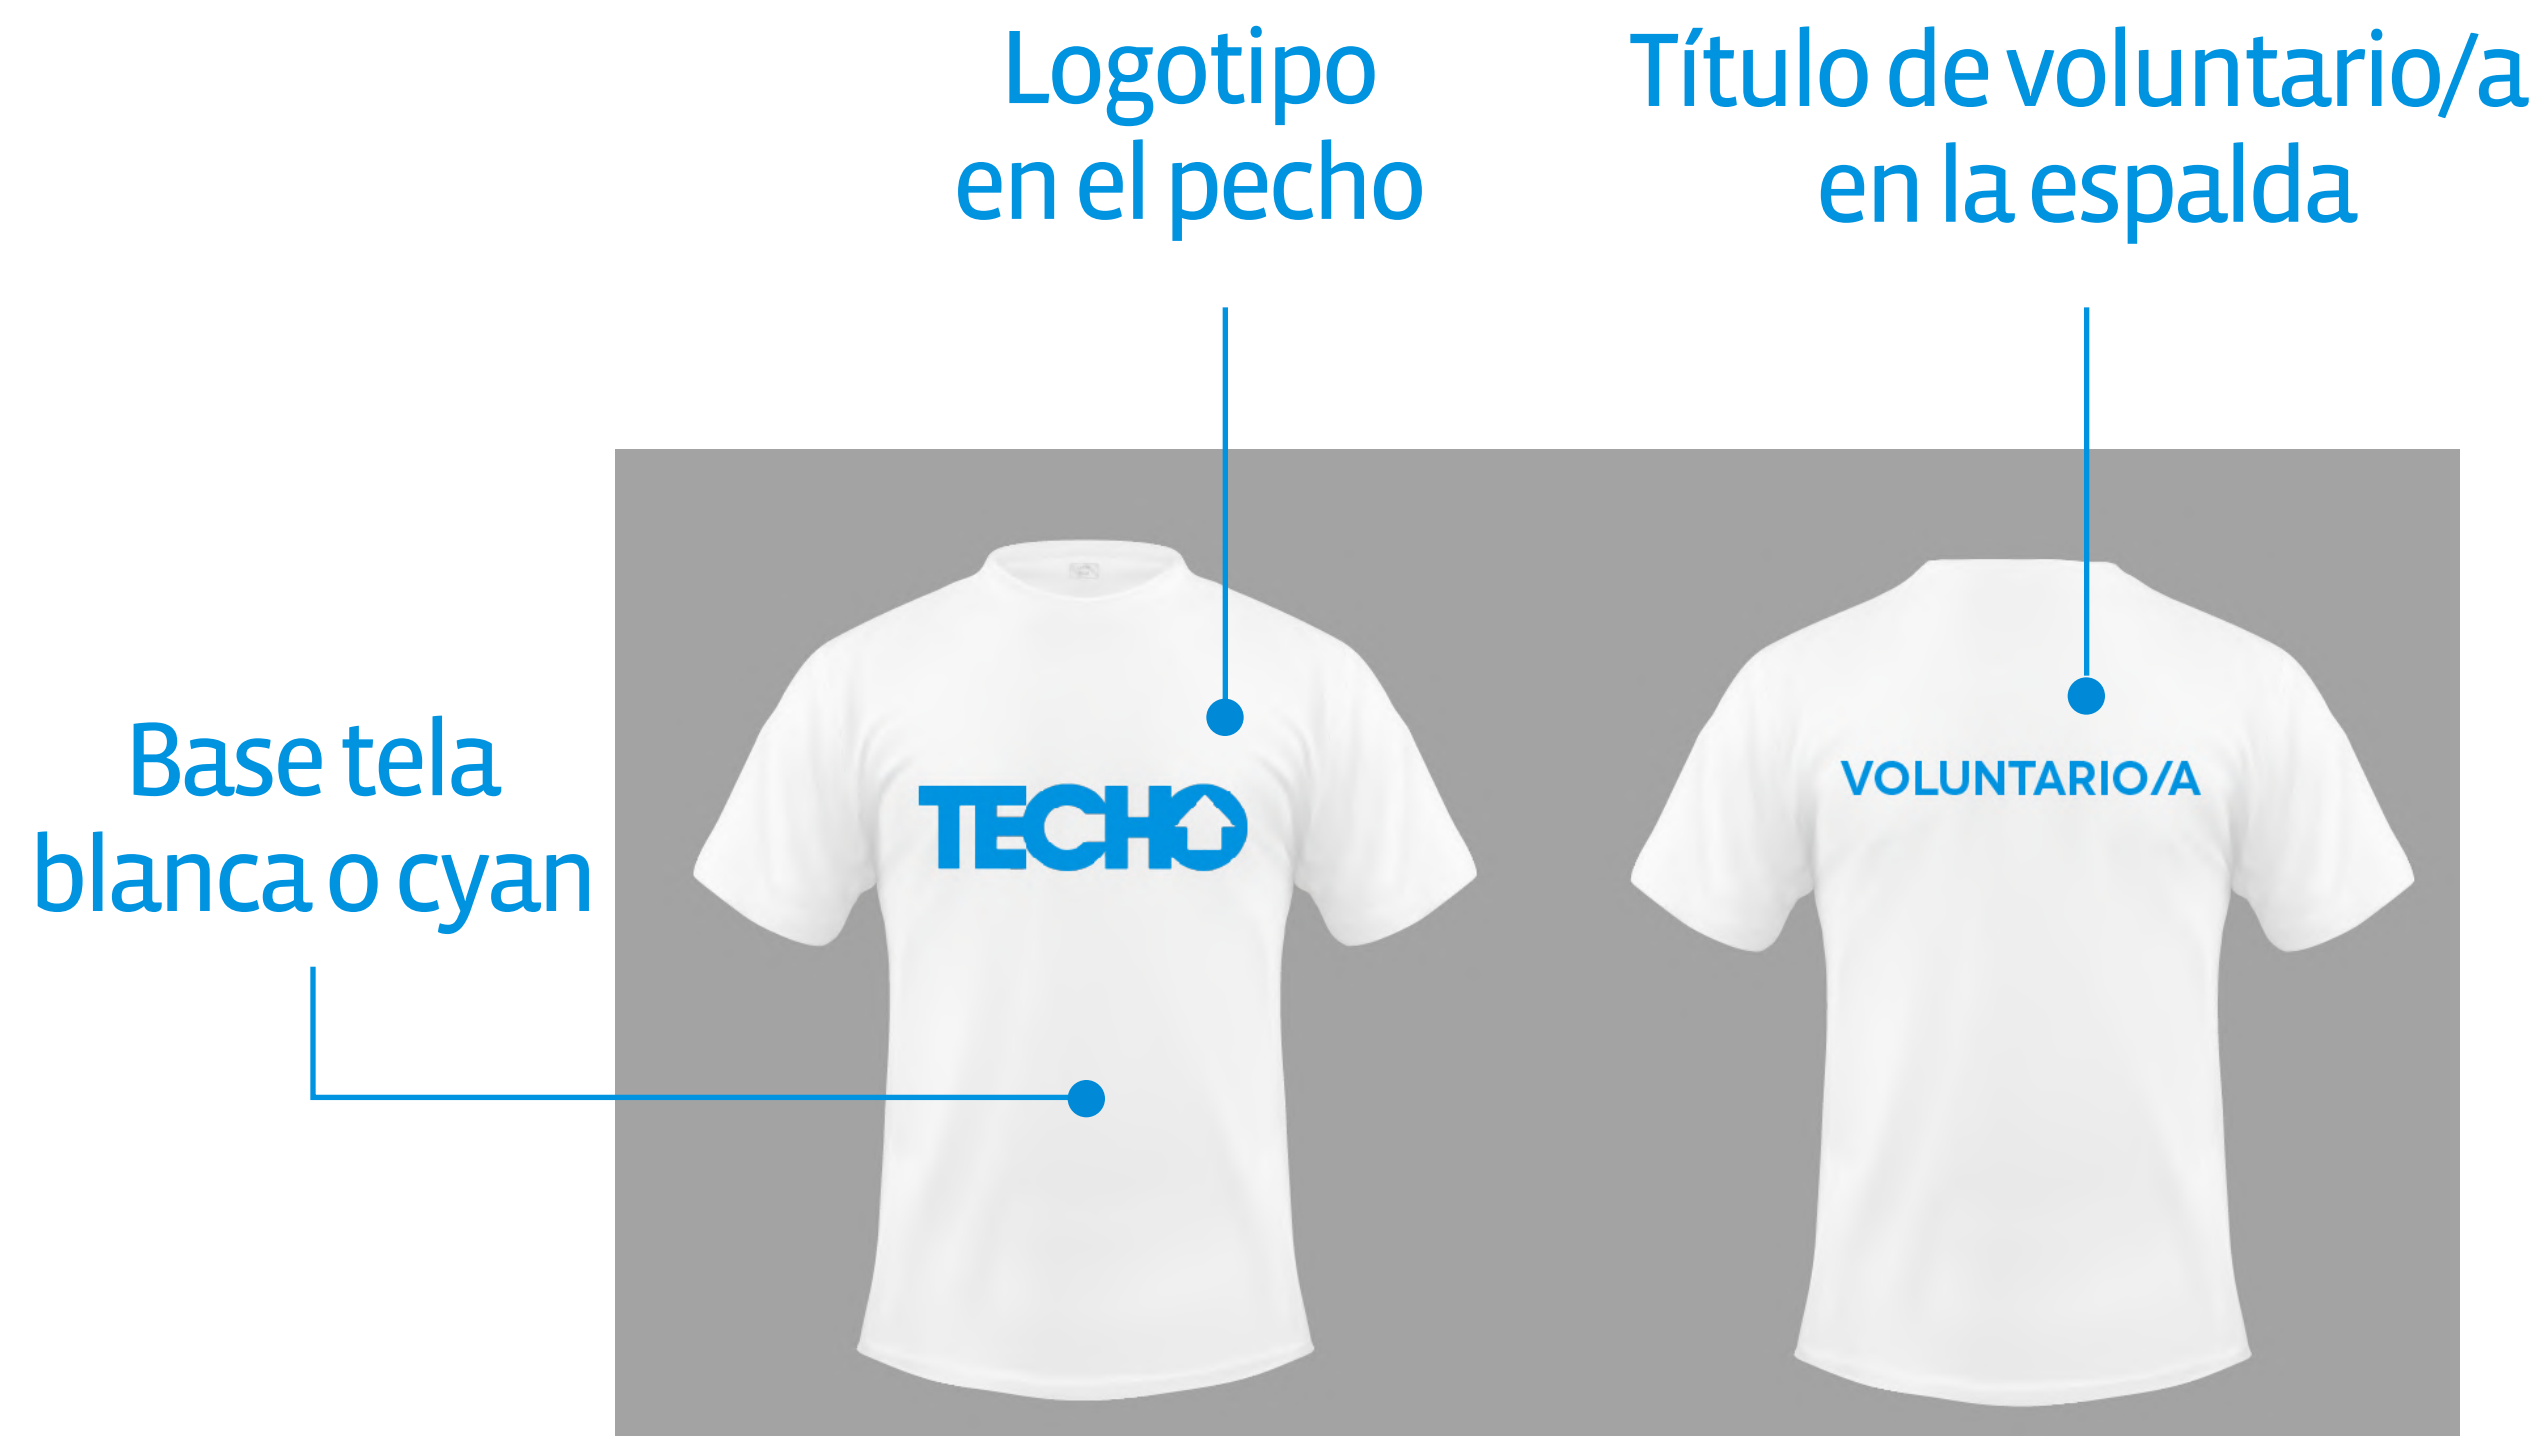 Logotipo
en el pecho
Título de voluntario/a
en la espalda
Base tela
blanca o cyan
TECHO
VOLUNTARIO/A